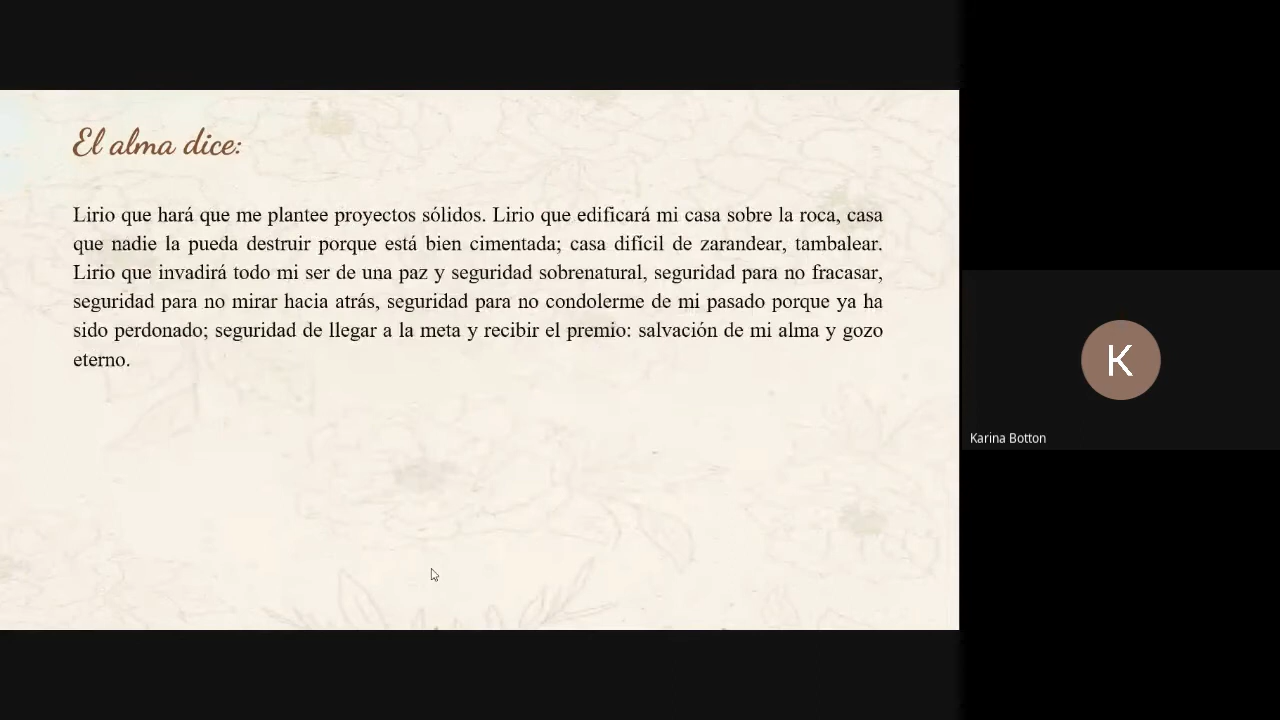 El alma dice:
Lirio que hará que me plantee proyectos sólidos. Lirio que edificará mi casa sobre la roca, casa
que nadie la pueda destruir porque está bien cimentada; casa difícil de zarandear, tambalear.
Lirio que invadirá todo mi ser de una paz y seguridad sobrenatural, seguridad para no fracasar,
seguridad para no mirar hacia atrás, seguridad para no condolerme de mi pasado porque ya ha
sido perdonado; seguridad de llegar a la meta y recibir el premio: salvación de mi alma y gozo
eterno.
K
Karina Botton